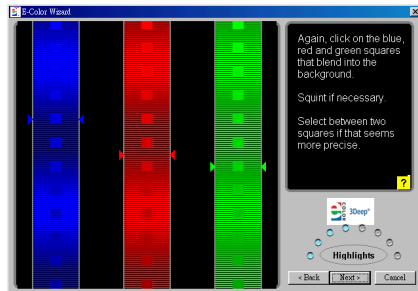 E-Color Wizard
Again, click on the blue,
red and green squares
that blend into the
background.
Squint if necessary.
Select between two
squares if that seems
more precise.
?
3Deep®
Highlights
< Back
Next >
Cancel